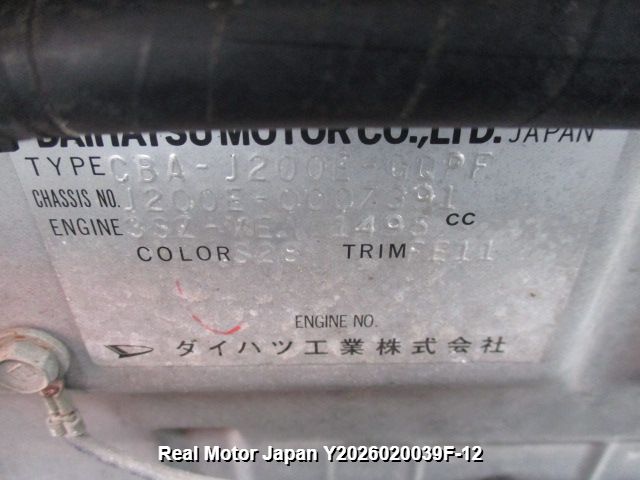 DAIHATSU MOTOR CO.,LTD. JAPAN
TYPE CBA-J200E-GQPF
CHASSIS NO. J200E-0007391
ENGINE 3SZ-VE 1495 CC
COLOR S28 TRIM FE11
ENGINE NO.
ダイハツ工業株式会社
Real Motor Japan Y2026020039F-12